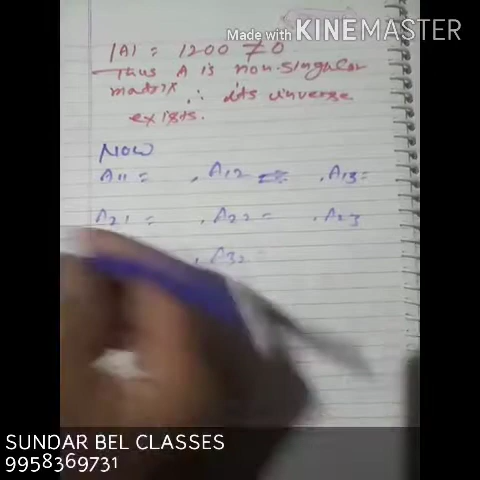 Made with KINEMASTER
|A| = 1200 ≠ 0
Thus A is non-singular
matrix ∴ its inverse
exists.
Now
A11 = , A12 = , A13 =
A21 = , A22 = , A23
, A32
SUNDAR BEL CLASSES
9958369731